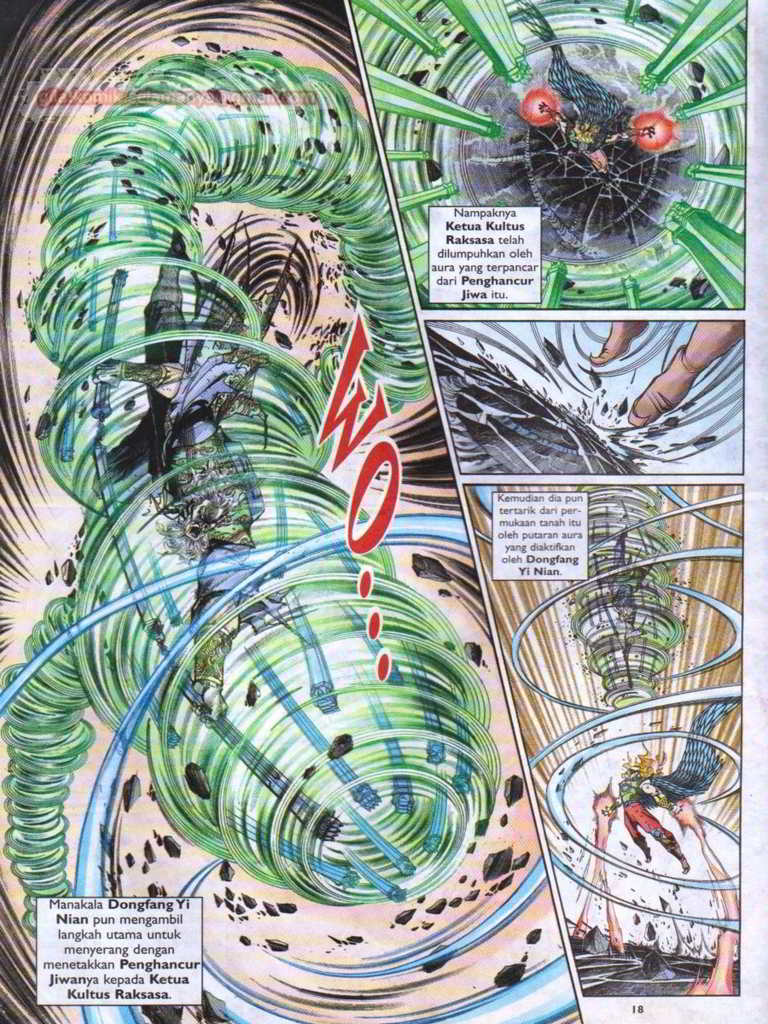 WO...
Manakala Dongfang Yi
Nian pun mengambil
langkah utama untuk
menyerang dengan
menetakkan Penghancur
Jiwanya kepada Ketua
Kultus Raksasa.
Nampaknya
Ketua Kultus
Raksasa telah
dilumpuhkan oleh
aura yang terpancar
dari Penghancur
Jiwa itu.
Kemudian dia pun
tertarik dari per-
mukaan tanah itu
oleh putaran aura
yang diaktifkan
oleh Dongfang
Yi Nian.
18